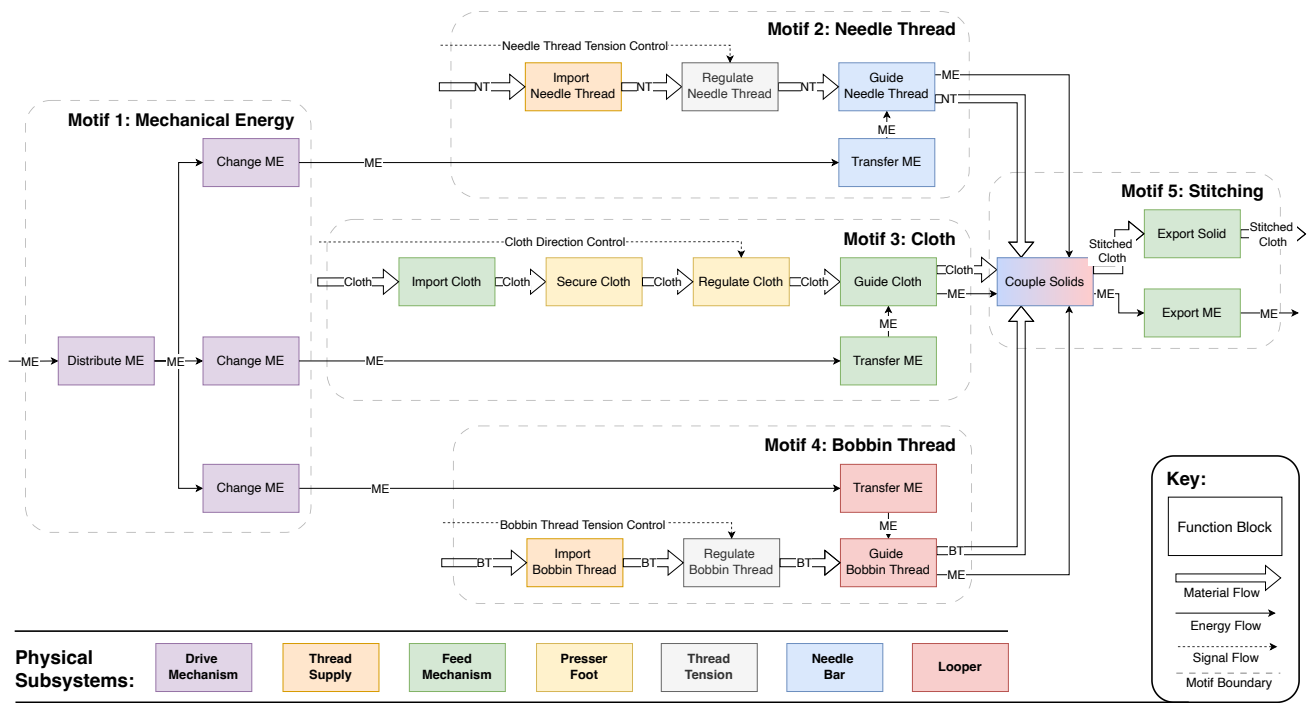 Motif 2: Needle Thread
Needle Thread Tension Control
NT
Import
Needle Thread
NT
Regulate
Needle Thread
NT
Guide
Needle Thread
ME
NT
ME
Transfer ME
Motif 1: Mechanical Energy
Change ME
ME
ME
Distribute ME
ME
Change ME
ME
Change ME
ME
Motif 3: Cloth
Cloth Direction Control
Cloth
Import Cloth
Cloth
Secure Cloth
Cloth
Regulate Cloth
Cloth
Guide Cloth
Cloth
ME
ME
Transfer ME
Motif 5: Stitching
Couple Solids
Stitched
Cloth
Export Solid
Stitched
Cloth
ME
Export ME
ME
Motif 4: Bobbin Thread
Transfer ME
ME
Bobbin Thread Tension Control
BT
Import
Bobbin Thread
BT
Regulate
Bobbin Thread
BT
Guide
Bobbin Thread
BT
ME
Key:
Function Block
Material Flow
Energy Flow
Signal Flow
Motif Boundary
Physical
Subsystems:
Drive
Mechanism
Thread
Supply
Feed
Mechanism
Presser
Foot
Thread
Tension
Needle
Bar
Looper